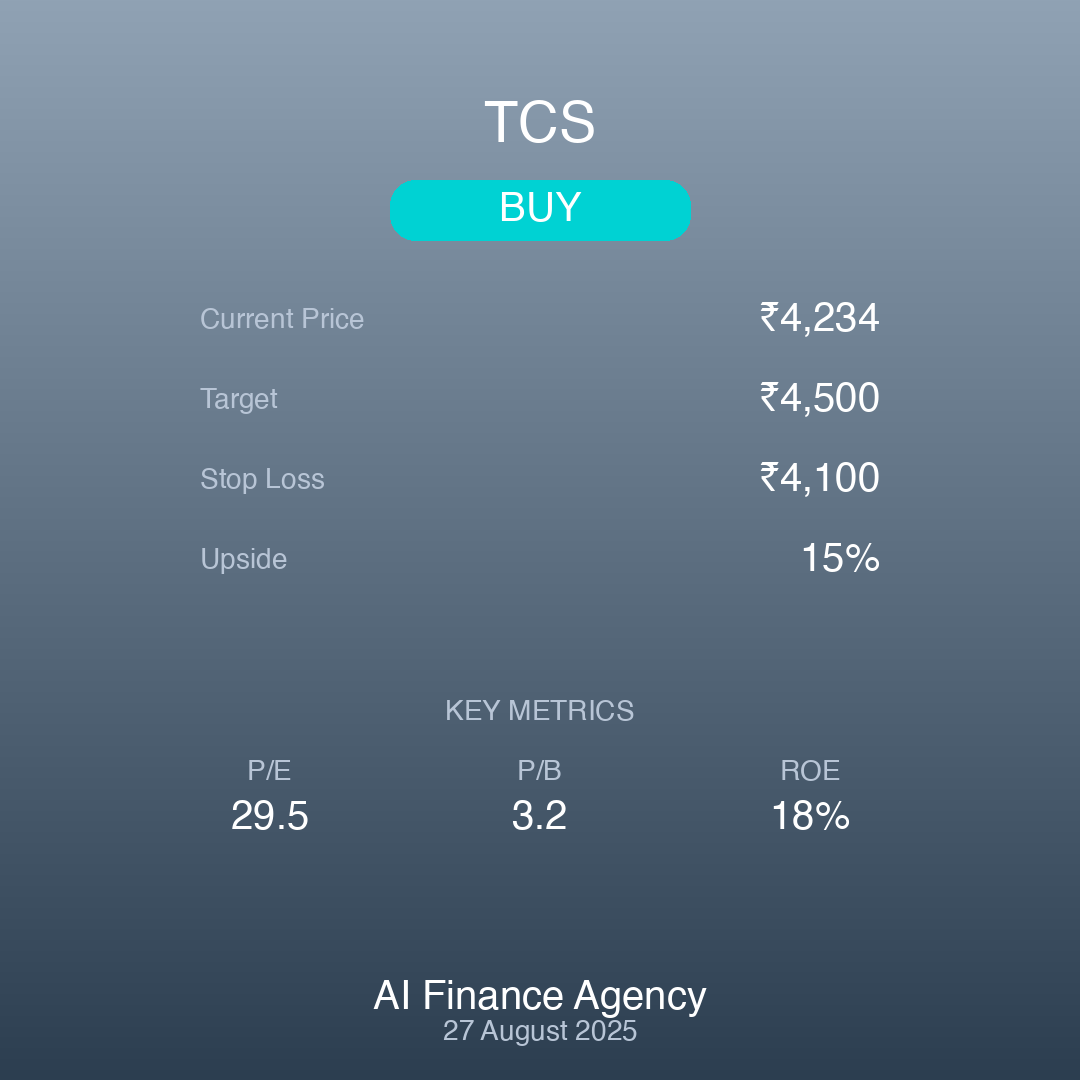 TCS
BUY
Current Price ₹4,234
Target ₹4,500
Stop Loss ₹4,100
Upside 15%
KEY METRICS
P/E P/B ROE
29.5 3.2 18%
AI Finance Agency
27 August 2025